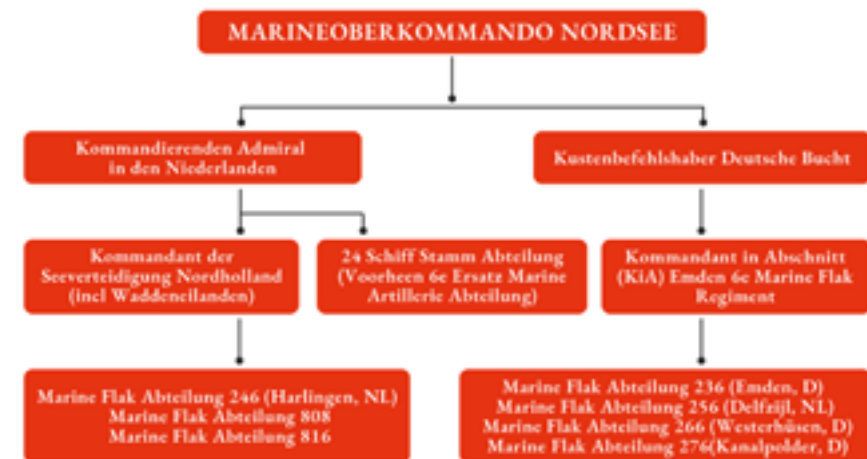 MARINEOBERKOMMANDO NORDSEE
Kommandierenden Admiral
in den Niederlanden
Kustenbefehlshaber Deutsche Bucht
Kommandant der
Seeverteidigung Nordholland
(incl Waddeneilanden)
24 Schiff Stamm Abteilung
(Voorheen 6e Ersatz Marine
Artillerie Abteilung)
Kommandant in Abschnitt
(KiA) Emden 6e Marine Flak
Regiment
Marine Flak Abteilung 246 (Harlingen, NL)
Marine Flak Abteilung 808
Marine Flak Abteilung 816
Marine Flak Abteilung 236 (Emden, D)
Marine Flak Abteilung 256 (Delfzijl, NL)
Marine Flak Abteilung 266 (Westerhüsen, D)
Marine Flak Abteilung 276(Kanalpolder, D)